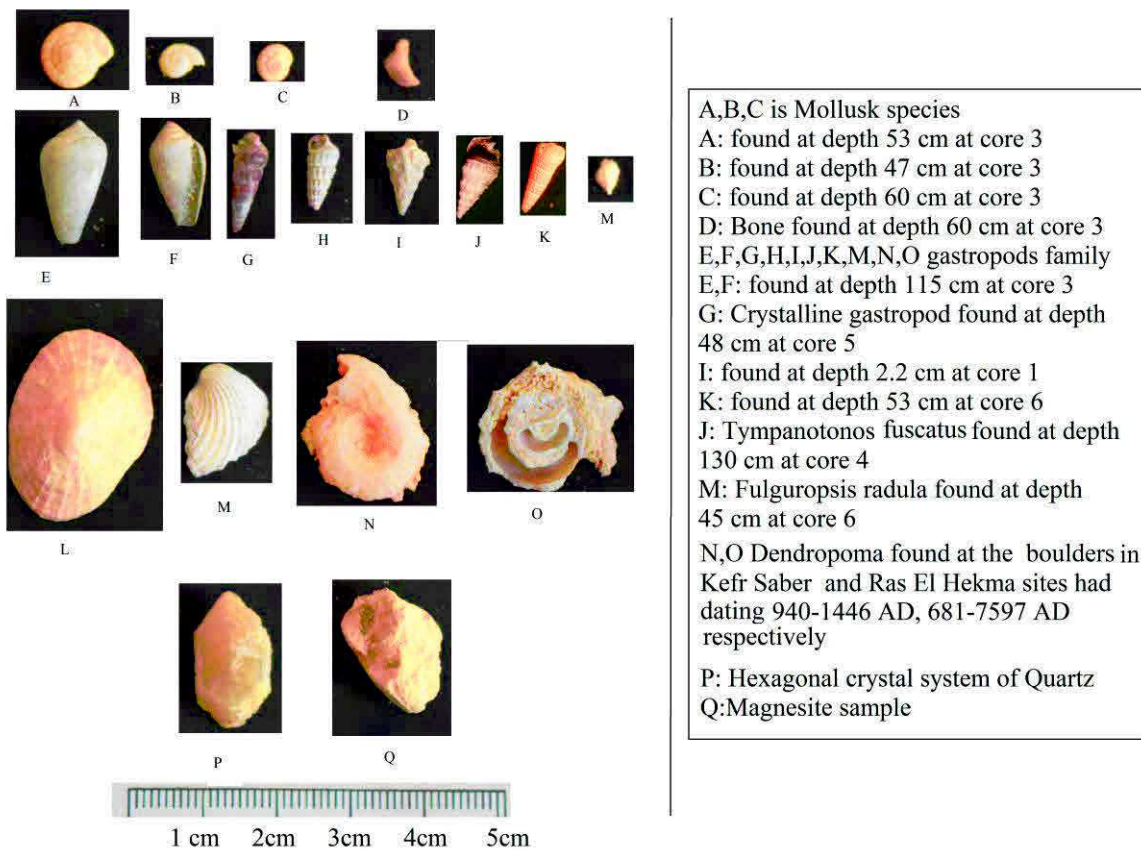 A
B
C
D
E
F
G
H
I
J
K
M
L
M
N
O
P
Q
1 cm 2cm 3cm 4cm 5cm
A,B,C is Mollusk species
A: found at depth 53 cm at core 3
B: found at depth 47 cm at core 3
C: found at depth 60 cm at core 3
D: Bone found at depth 60 cm at core 3
E,F,G,H,I,J,K,M,N,O gastropods family
E,F: found at depth 115 cm at core 3
G: Crystalline gastropod found at depth
48 cm at core 5
I: found at depth 2.2 cm at core 1
K: found at depth 53 cm at core 6
J: Tympanotonos fuscatus found at depth
130 cm at core 4
M: Fulguropsis radula found at depth
45 cm at core 6
N,O Dendropoma found at the boulders in
Kefr Saber and Ras El Hekma sites had
dating 940-1446 AD, 681-7597 AD
respectively
P: Hexagonal crystal system of Quartz
Q:Magnesite sample